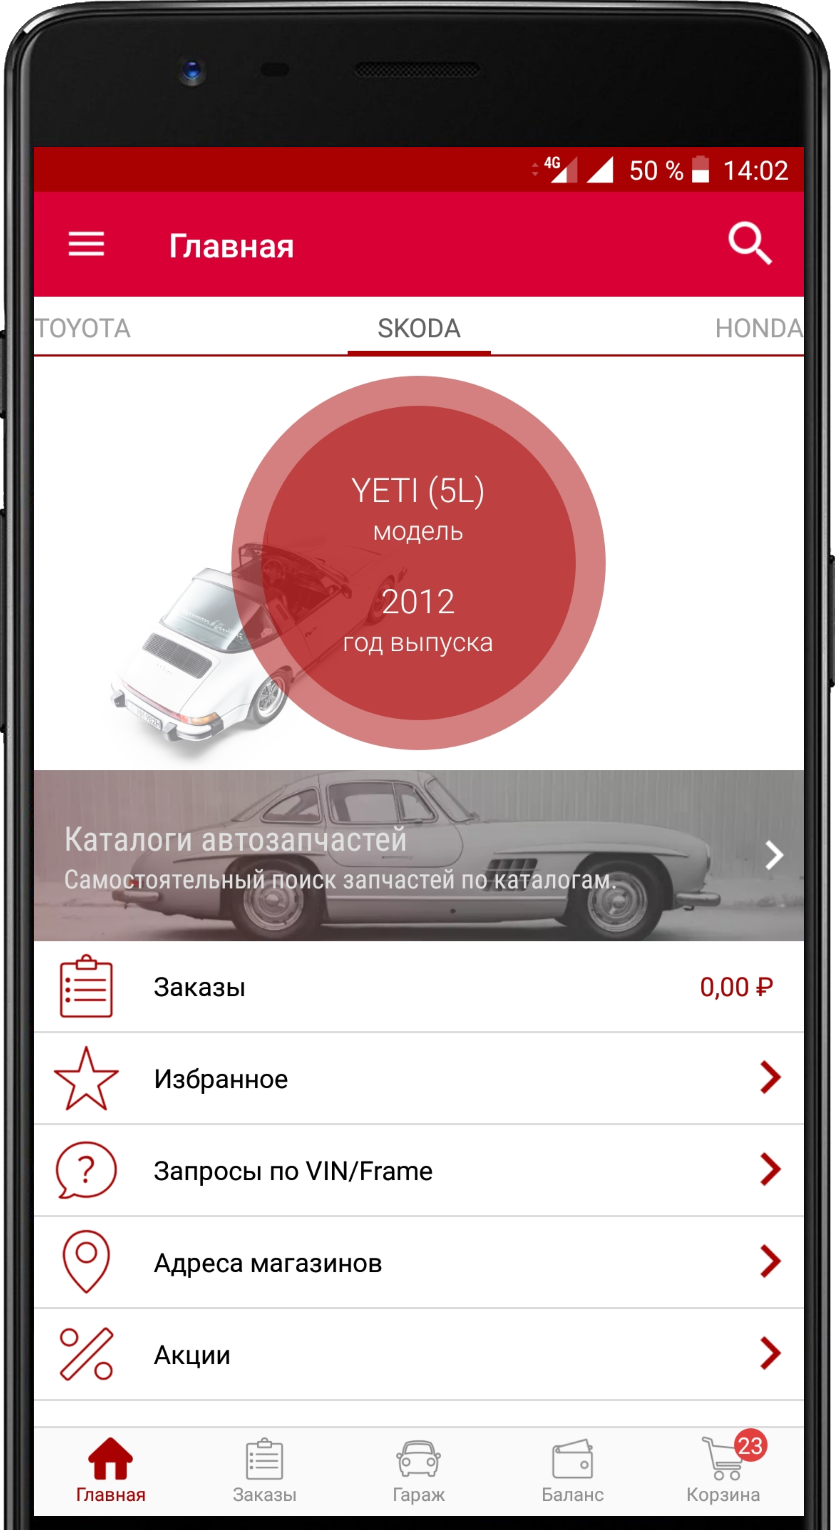 4G 50 % 14:02
Главная
TOYOTA SKODA HONDA
YETI (5L)
модель
2012
год выпуска
Каталоги автозапчастей
Самостоятельный поиск запчастей по каталогам.
Заказы 0,00 ₽
Избранное
?
Запросы по VIN/Frame
Адреса магазинов
Акции
23
Главная Заказы Гараж Баланс Корзина